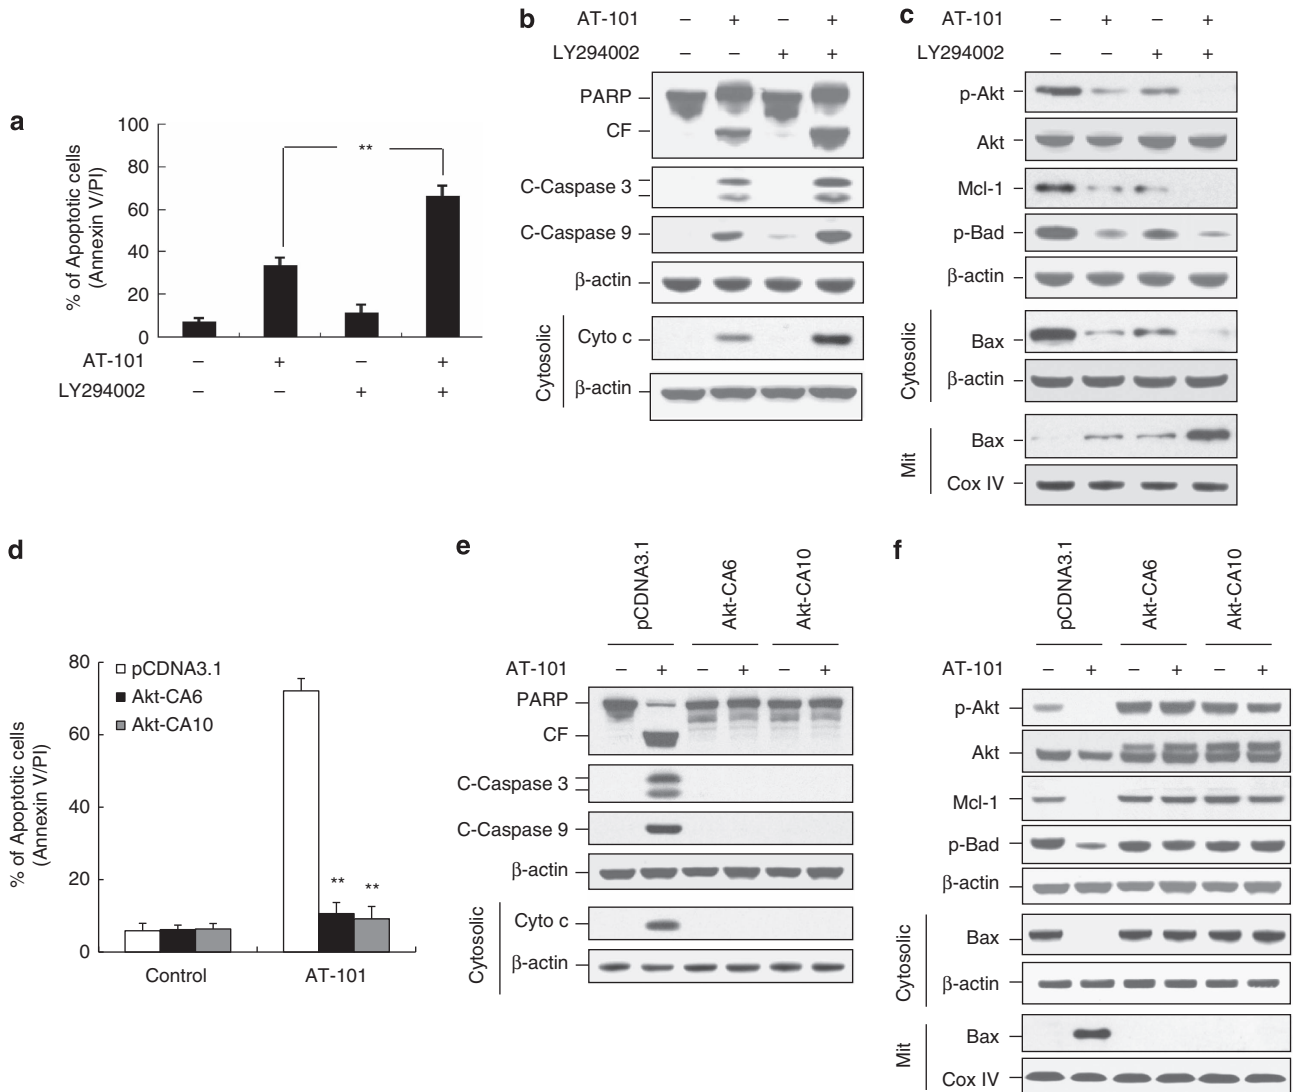 a
% of Apoptotic cells
(Annexin V/PI)
100
80
60
40
20
0
**
AT-101 – + – +
LY294002 – – + +
b
AT-101 – + – +
LY294002 – – + +
PARP
CF
C-Caspase 3
C-Caspase 9
β-actin
Cytosolic
Cyto c
β-actin
c
AT-101 – + – +
LY294002 – – + +
p-Akt
Akt
Mcl-1
p-Bad
β-actin
Cytosolic
Bax
β-actin
Mit
Bax
Cox IV
d
% of Apoptotic cells
(Annexin V/PI)
80
60
40
20
0
pCDNA3.1
Akt-CA6
Akt-CA10
** **
Control AT-101
e
pCDNA3.1 Akt-CA6 Akt-CA10
AT-101 – + – + – +
PARP
CF
C-Caspase 3
C-Caspase 9
β-actin
Cytosolic
Cyto c
β-actin
f
pCDNA3.1 Akt-CA6 Akt-CA10
AT-101 – + – + – +
p-Akt
Akt
Mcl-1
p-Bad
β-actin
Cytosolic
Bax
β-actin
Mit
Bax
Cox IV